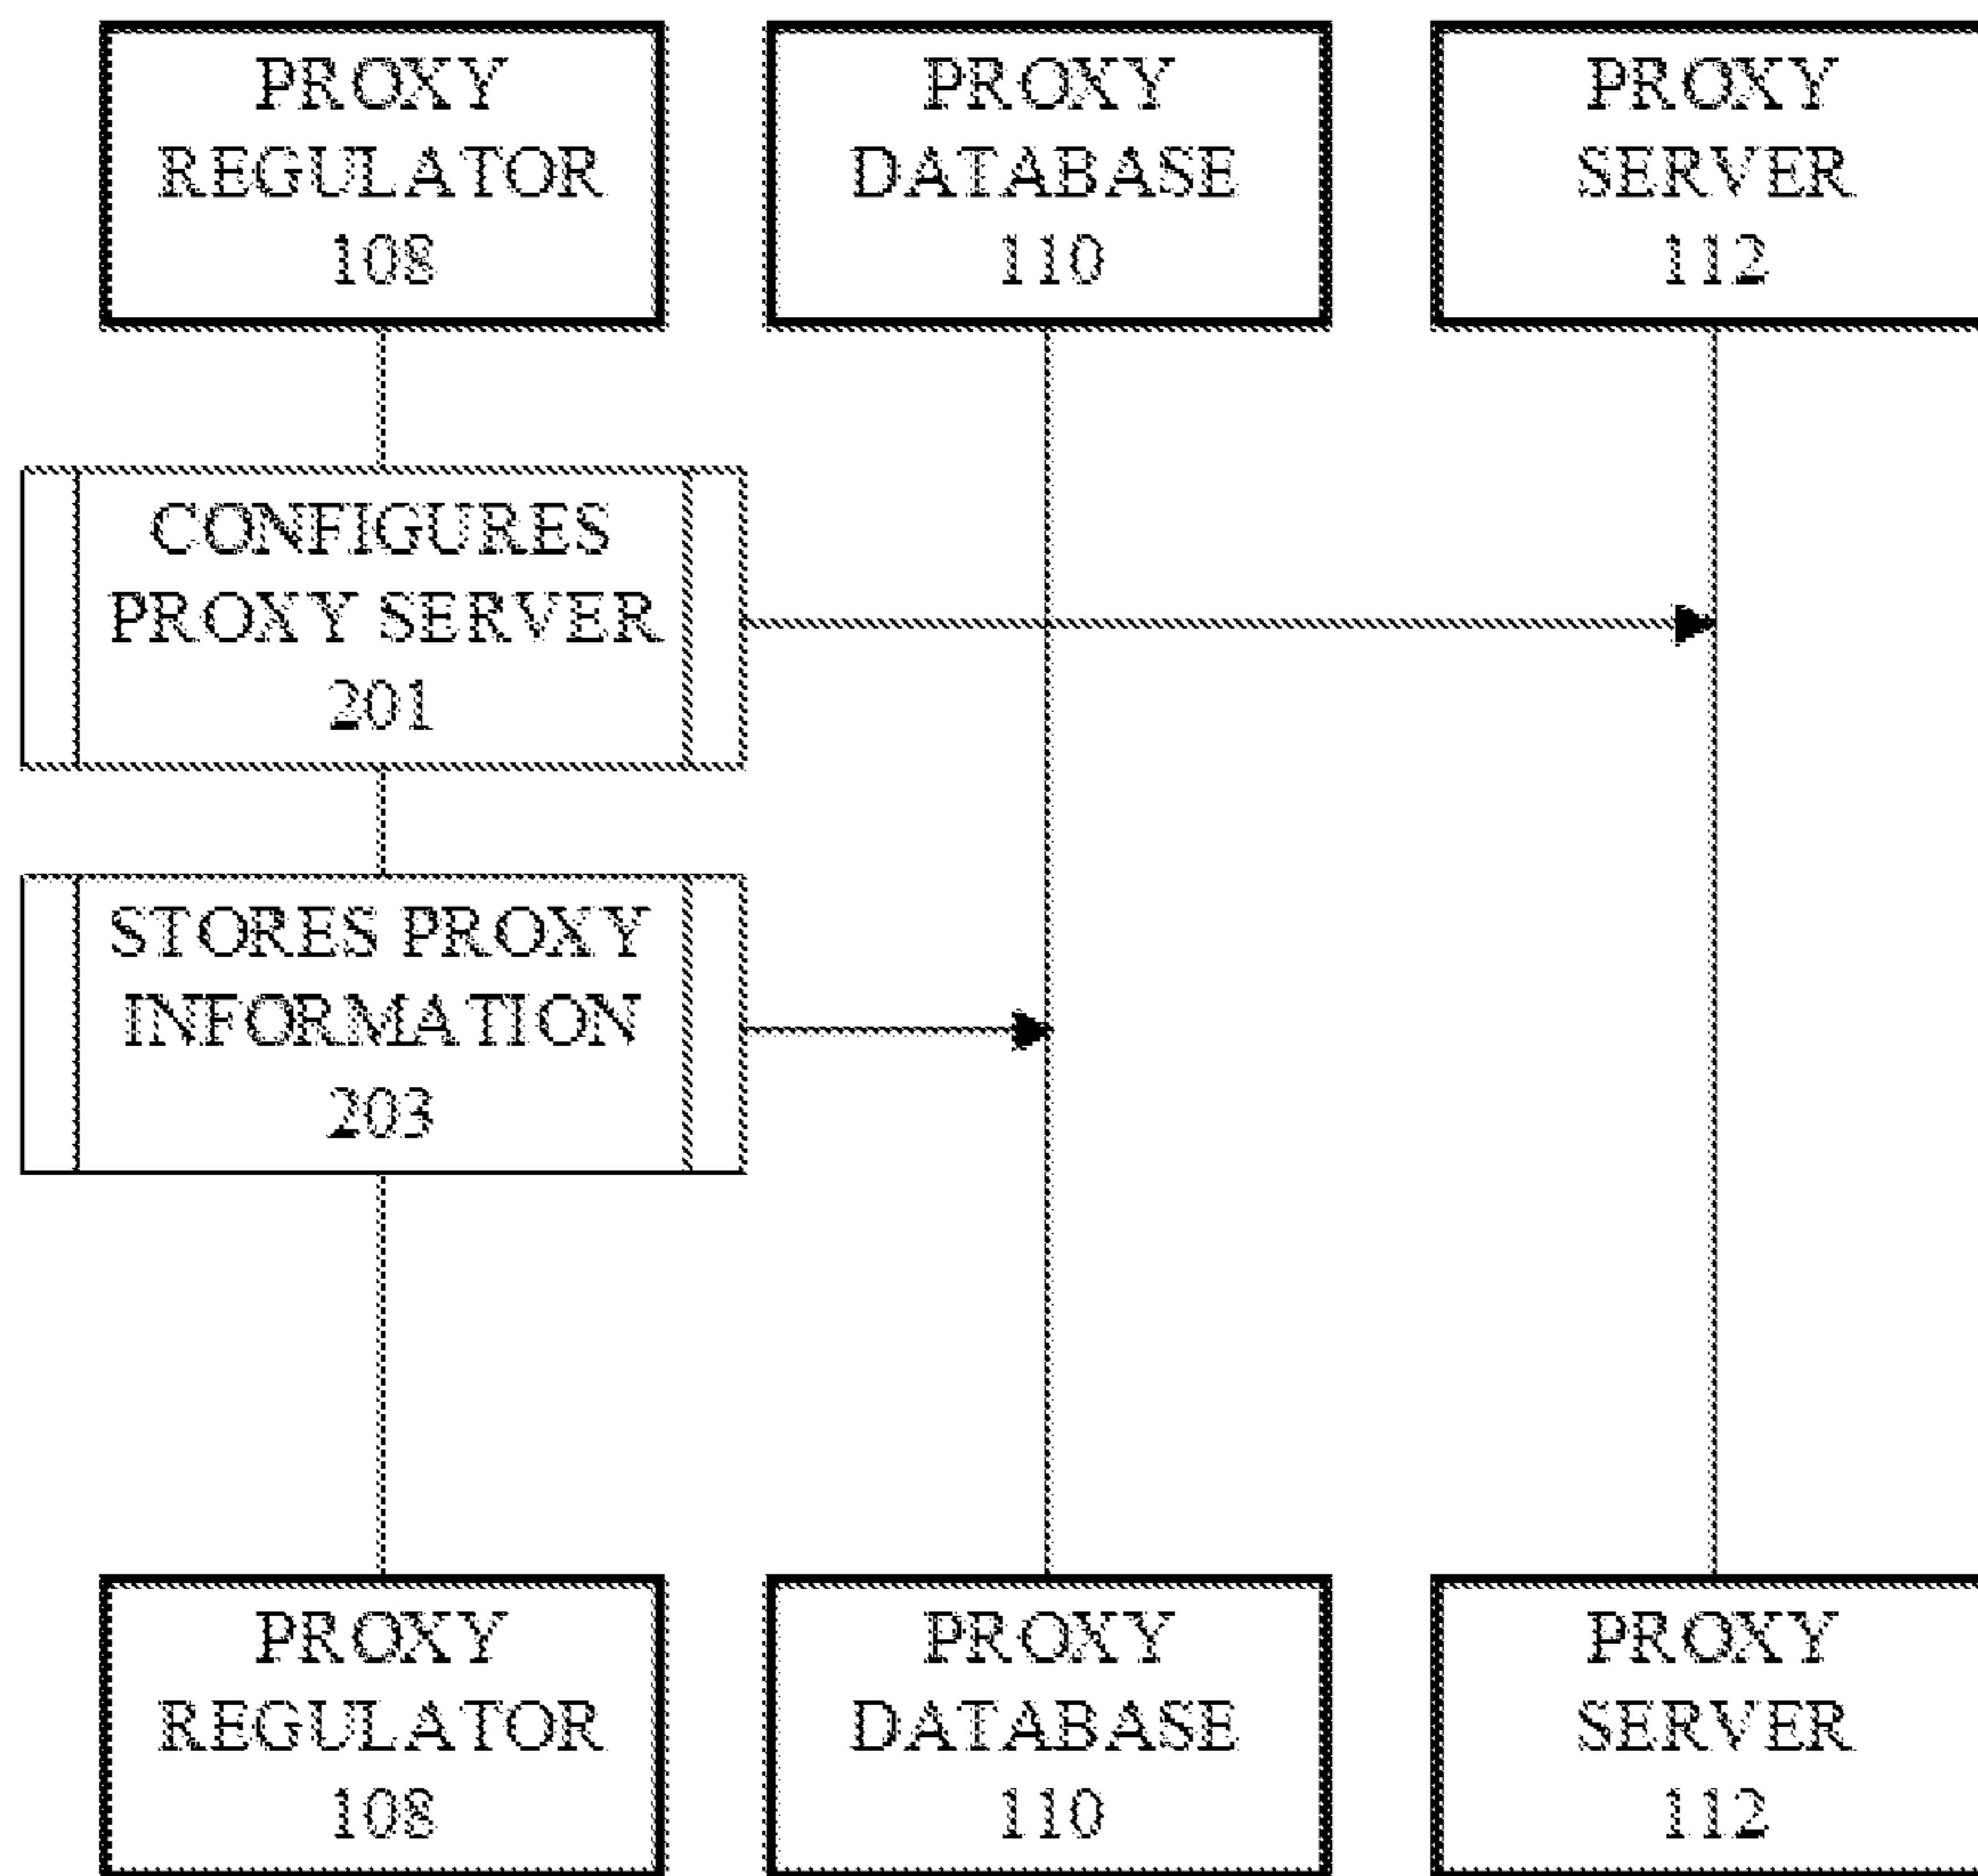 PROXY
REGULATOR
108
PROXY
DATABASE
110
PROXY
SERVER
112
CONFIGURES
PROXY SERVER
201
STORES PROXY
INFORMATION
203
PROXY
REGULATOR
108
PROXY
DATABASE
110
PROXY
SERVER
112